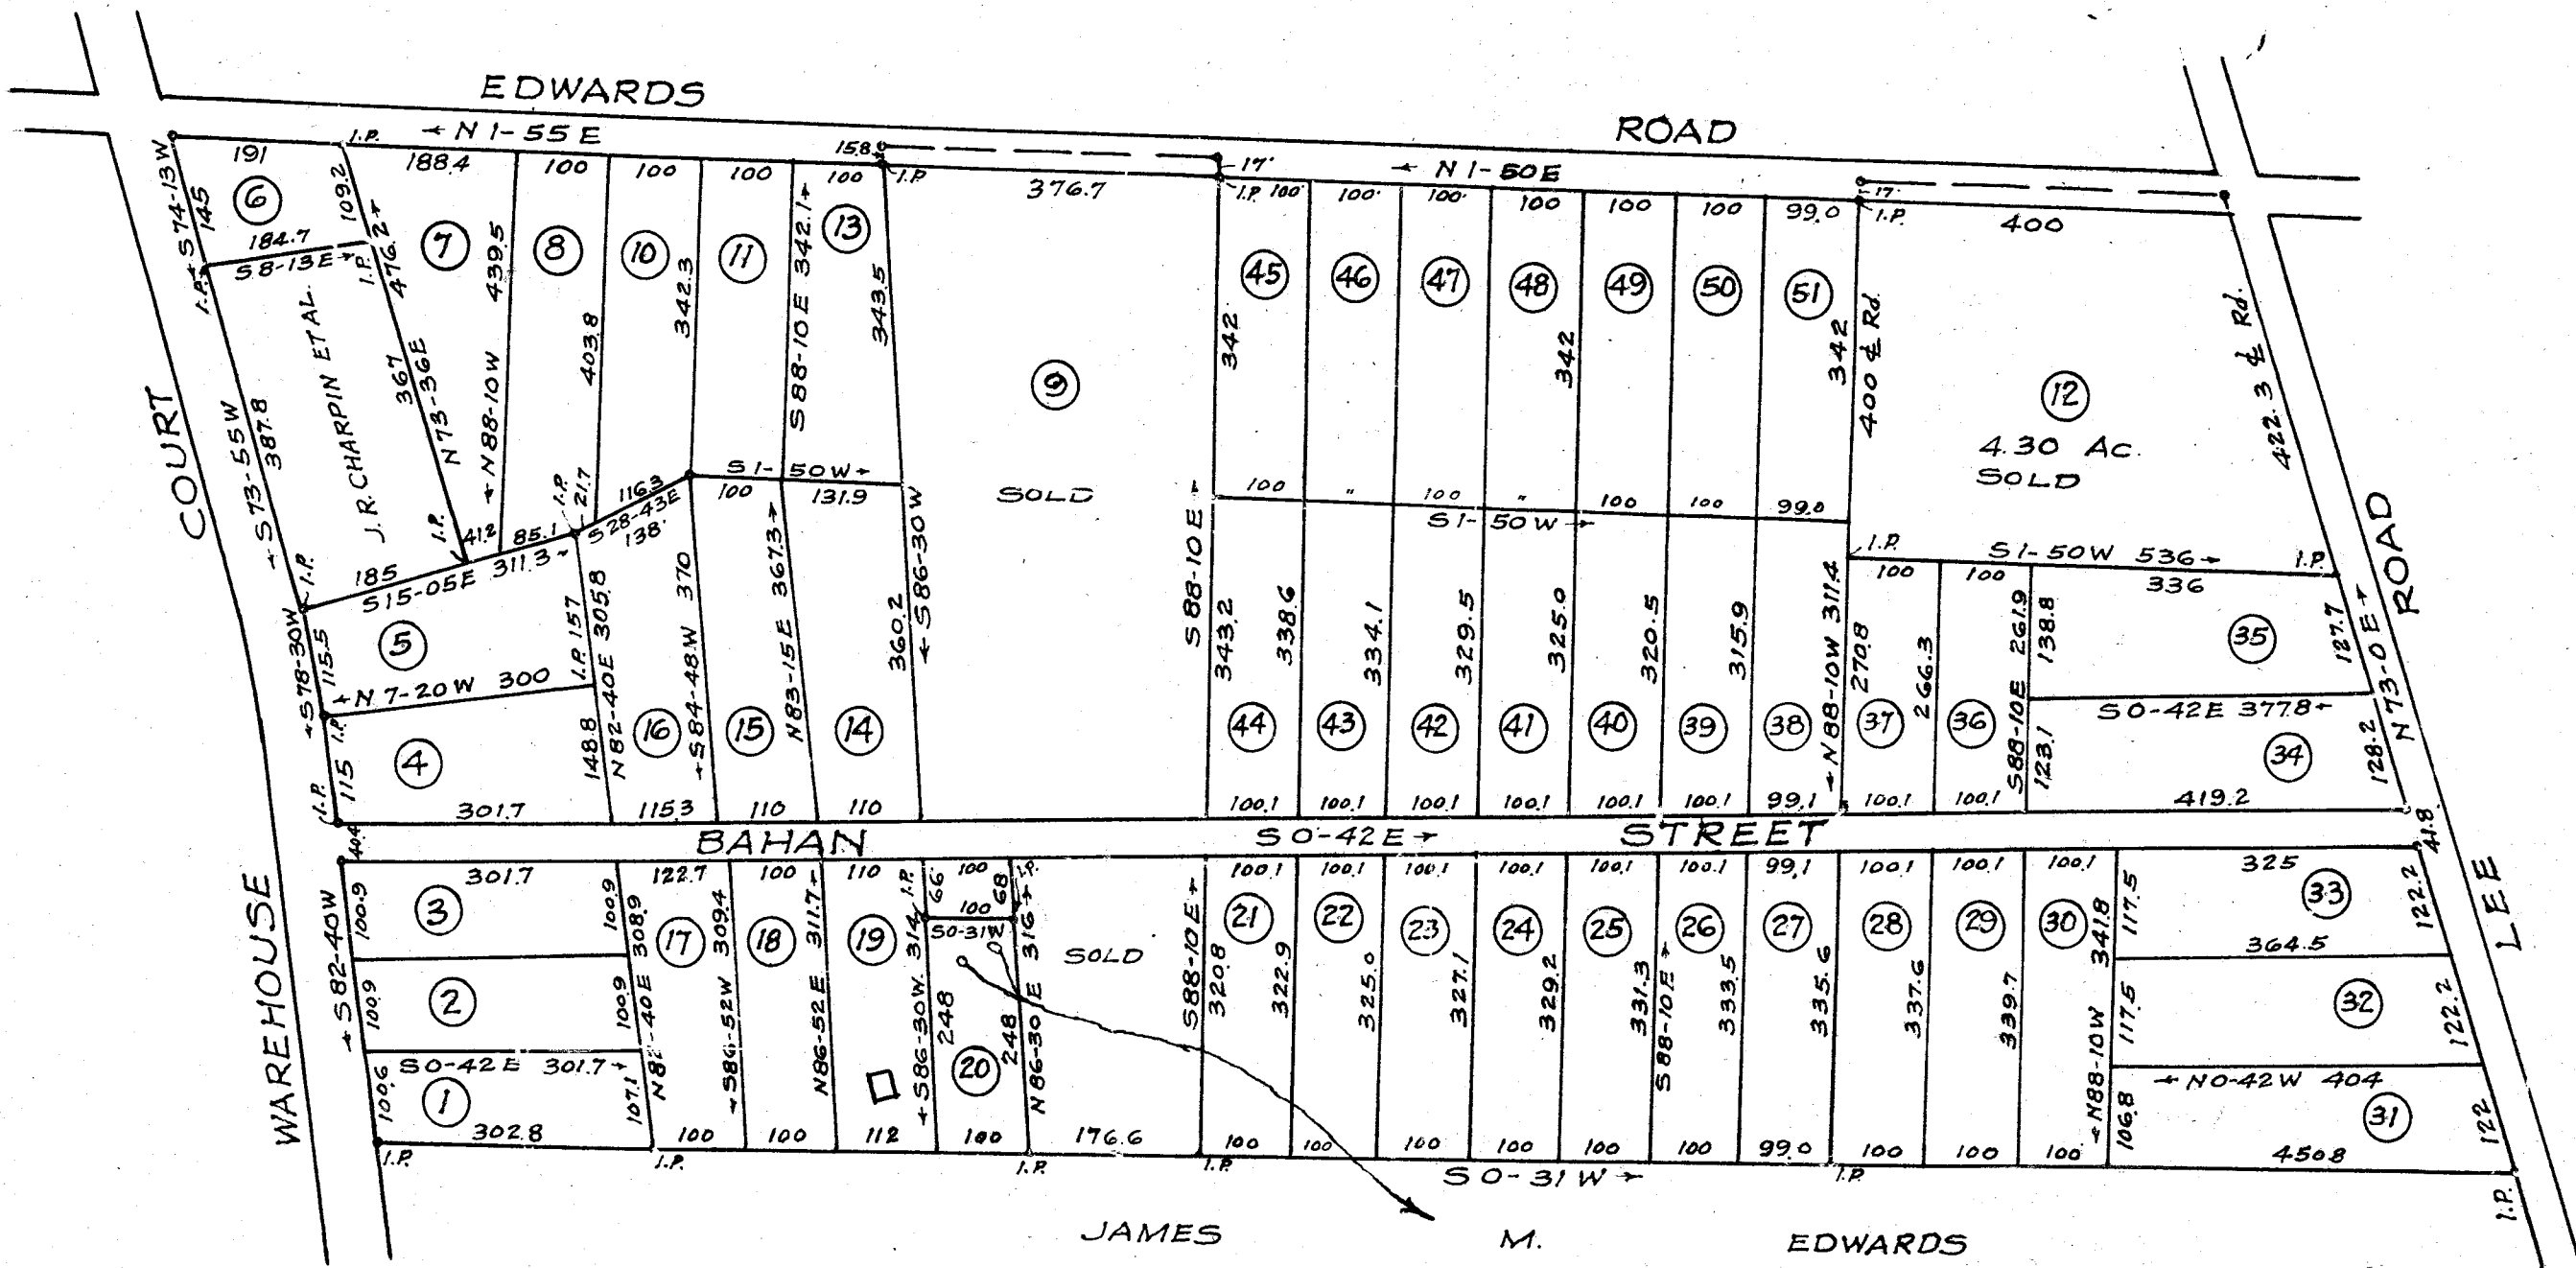 EDWARDS ROAD
← N 1-55 E
← N 1-50 E
191
I.P.
188.4
100
100
100
100
15.8
I.P.
376.7
17'
I.P. 100
100
100
100
100
100
99.0
17
I.P.
400
S 74-13 W
145
6
109.2
184.7
S 8-13 E →
I.P.
I.P.
I.P.
7
476.2
439.5
8
10
342.3
11
S 88-10 E 342.1 →
13
343.5
45
46
47
48
49
50
51
342
342
342
400 ₵ Rd.
422.3 ₵ Rd.
12
4.30 Ac.
SOLD
9
SOLD
J.R. CHARPIN ET AL.
367
N 73-36 E
← N 88-10 W
403.8
← S 73-55 W
387.8
I.P.
41.2
85.1
I.P.
21.7
116.3
S 28-43 E
138
S 1-50 W →
100
131.9
100
"
100
"
100
100
99.0
S 1-50 W →
I.P.
185
S 15-05 E 311.3
I.P.
S 1-50 W 536 →
I.P.
100
100
336
← S 78-30 W
115.5
5
I.P. 157
← N 7-20 W 300
I.P.
115
4
148.8
N 82-40 E 305.8
16
← S 84-48 W 370
15
N 83-15 E 367.3 →
14
360.2
← S 86-30 W
S 88-10 E →
343.2
338.6
334.1
329.5
325.0
320.5
315.9
← N 88-10 W 311.4
270.8
266.3
S 88-10 E 261.9
138.8
35
127.7
N 73-0 E →
S 0-42 E 377.8
123.1
34
128.2
44
43
42
41
40
39
38
37
36
I.P.
301.7
115.3
110
110
100.1
100.1
100.1
100.1
100.1
100.1
99.1
100.1
100.1
419.2
40.4
BAHAN STREET
S 0-42 E →
41.8
301.7
122.7
100
110
I.P.
66
100
68
I.P.
100.1
100.1
100.1
100.1
100.1
100.1
99.1
100.1
100.1
100.1
325
← S 82-40 W
100.9
3
100.9
100
S 0-31 W
117.5
33
122.2
364.5
17
18
19
SOLD
21
22
23
24
25
26
27
28
29
30
100.9
2
100.9
N 82-40 E 308.9
← S 86-52 W 309.4
N 86-52 E 311.7 →
← S 86-30 W 314
248
248
N 86-30 E 316 →
S 88-10 E →
320.8
322.9
325.0
327.1
329.2
331.3
S 88-10 E →
333.5
335.6
337.6
339.7
← N 88-10 W 341.8
117.5
32
122.2
S 0-42 E 301.7 →
← N 0-42 W 404
100.6
1
107.1
20
106.8
31
122
302.8
100
100
112
100
176.6
100
100
100
100
100
100
99.0
100
100
100
450.8
I.P.
I.P.
I.P.
I.P.
I.P.
I.P.
S 0-31 W →
WAREHOUSE COURT
LEE ROAD
JAMES M. EDWARDS